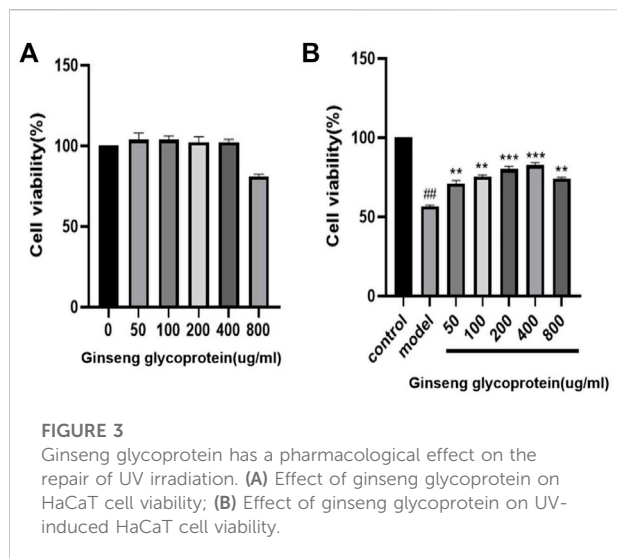 A
150
100
50
0
Cell viability(%)
0 50 100 200 400 800
Ginseng glycoprotein(ug/ml)
B
150
100
50
0
Cell viability(%)
##
**
**
***
***
**
control model 50 100 200 400 800
Ginseng glycoprotein(ug/ml)
FIGURE 3
Ginseng glycoprotein has a pharmacological effect on the
repair of UV irradiation. (A) Effect of ginseng glycoprotein on
HaCaT cell viability; (B) Effect of ginseng glycoprotein on UV-
induced HaCaT cell viability.